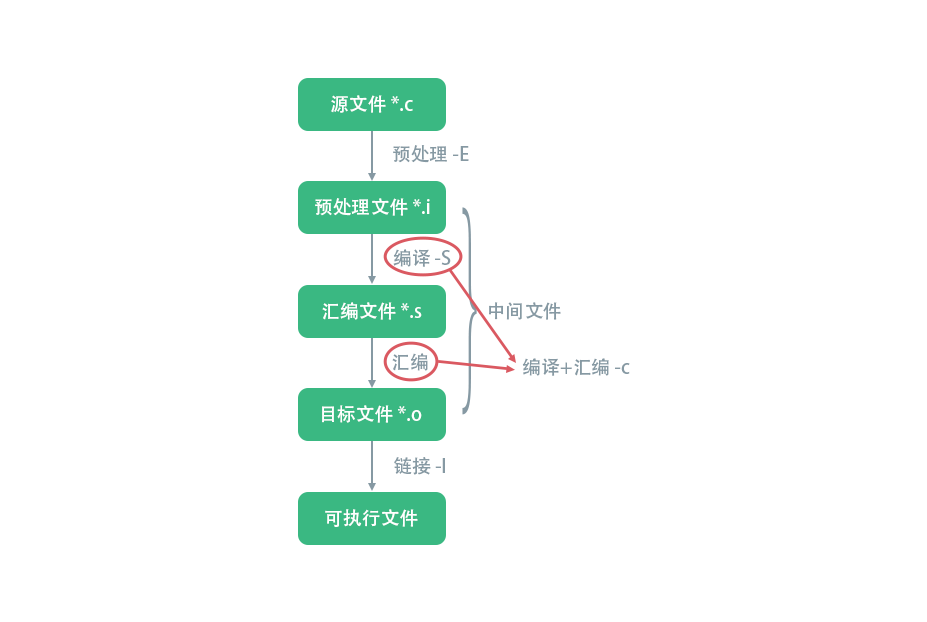 源文件 *.c
预处理 -E
预处理文件 *.i
编译 -S
汇编文件 *.s
中间文件
汇编
编译+汇编 -c
目标文件 *.o
链接 -l
可执行文件